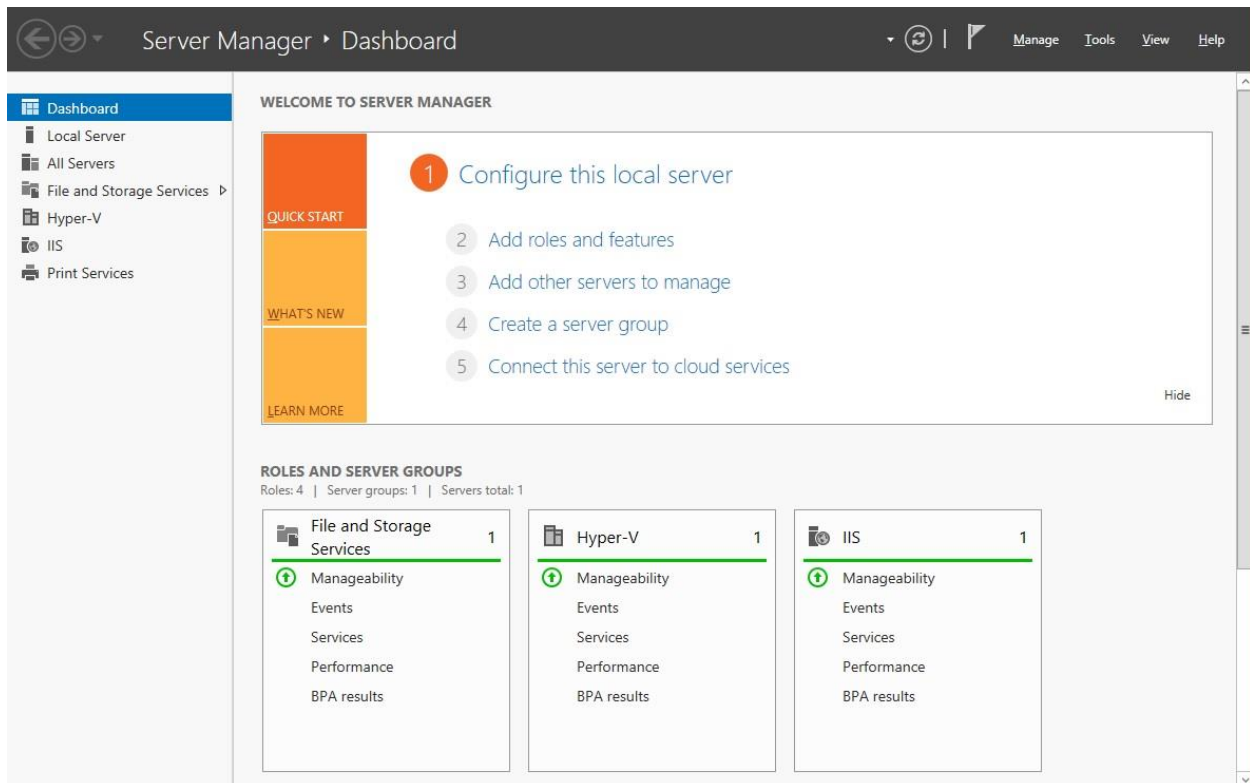 Server Manager ‣ Dashboard
Manage Tools View Help
Dashboard
Local Server
All Servers
File and Storage Services
Hyper-V
IIS
Print Services
WELCOME TO SERVER MANAGER
QUICK START
WHAT'S NEW
LEARN MORE
1 Configure this local server
2 Add roles and features
3 Add other servers to manage
4 Create a server group
5 Connect this server to cloud services
Hide
ROLES AND SERVER GROUPS
Roles: 4 | Server groups: 1 | Servers total: 1
File and Storage
Services 1
Manageability
Events
Services
Performance
BPA results
Hyper-V 1
Manageability
Events
Services
Performance
BPA results
IIS 1
Manageability
Events
Services
Performance
BPA results